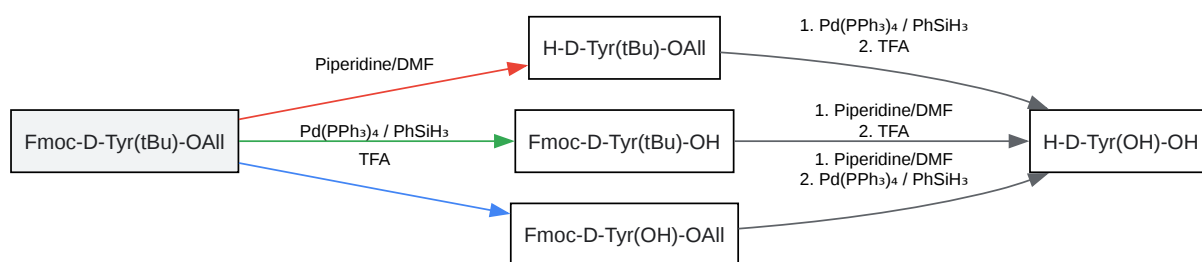 1. Pd(PPh₃)₄ / PhSiH₃
2. TFA
H-D-Tyr(tBu)-OAll
Piperidine/DMF
1. Piperidine/DMF
2. TFA
Pd(PPh₃)₄ / PhSiH₃
Fmoc-D-Tyr(tBu)-OAll
Fmoc-D-Tyr(tBu)-OH
H-D-Tyr(OH)-OH
TFA
1. Piperidine/DMF
2. Pd(PPh₃)₄ / PhSiH₃
Fmoc-D-Tyr(OH)-OAll